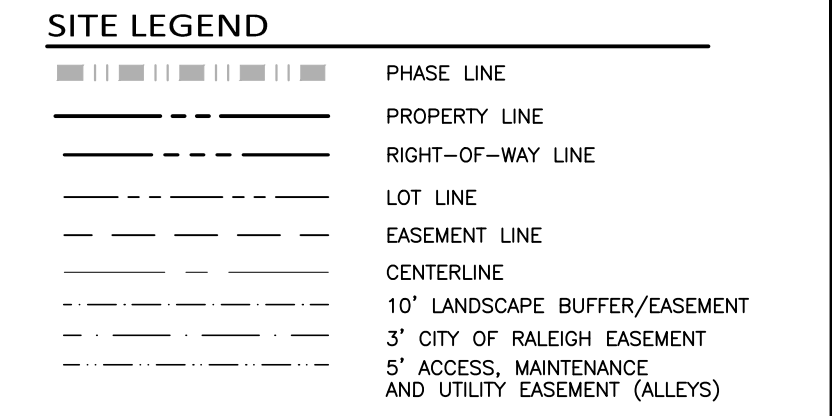 SITE LEGEND
PHASE LINE
PROPERTY LINE
RIGHT-OF-WAY LINE
LOT LINE
EASEMENT LINE
CENTERLINE
10' LANDSCAPE BUFFER/EASEMENT
3' CITY OF RALEIGH EASEMENT
5' ACCESS, MAINTENANCE
AND UTILITY EASEMENT (ALLEYS)